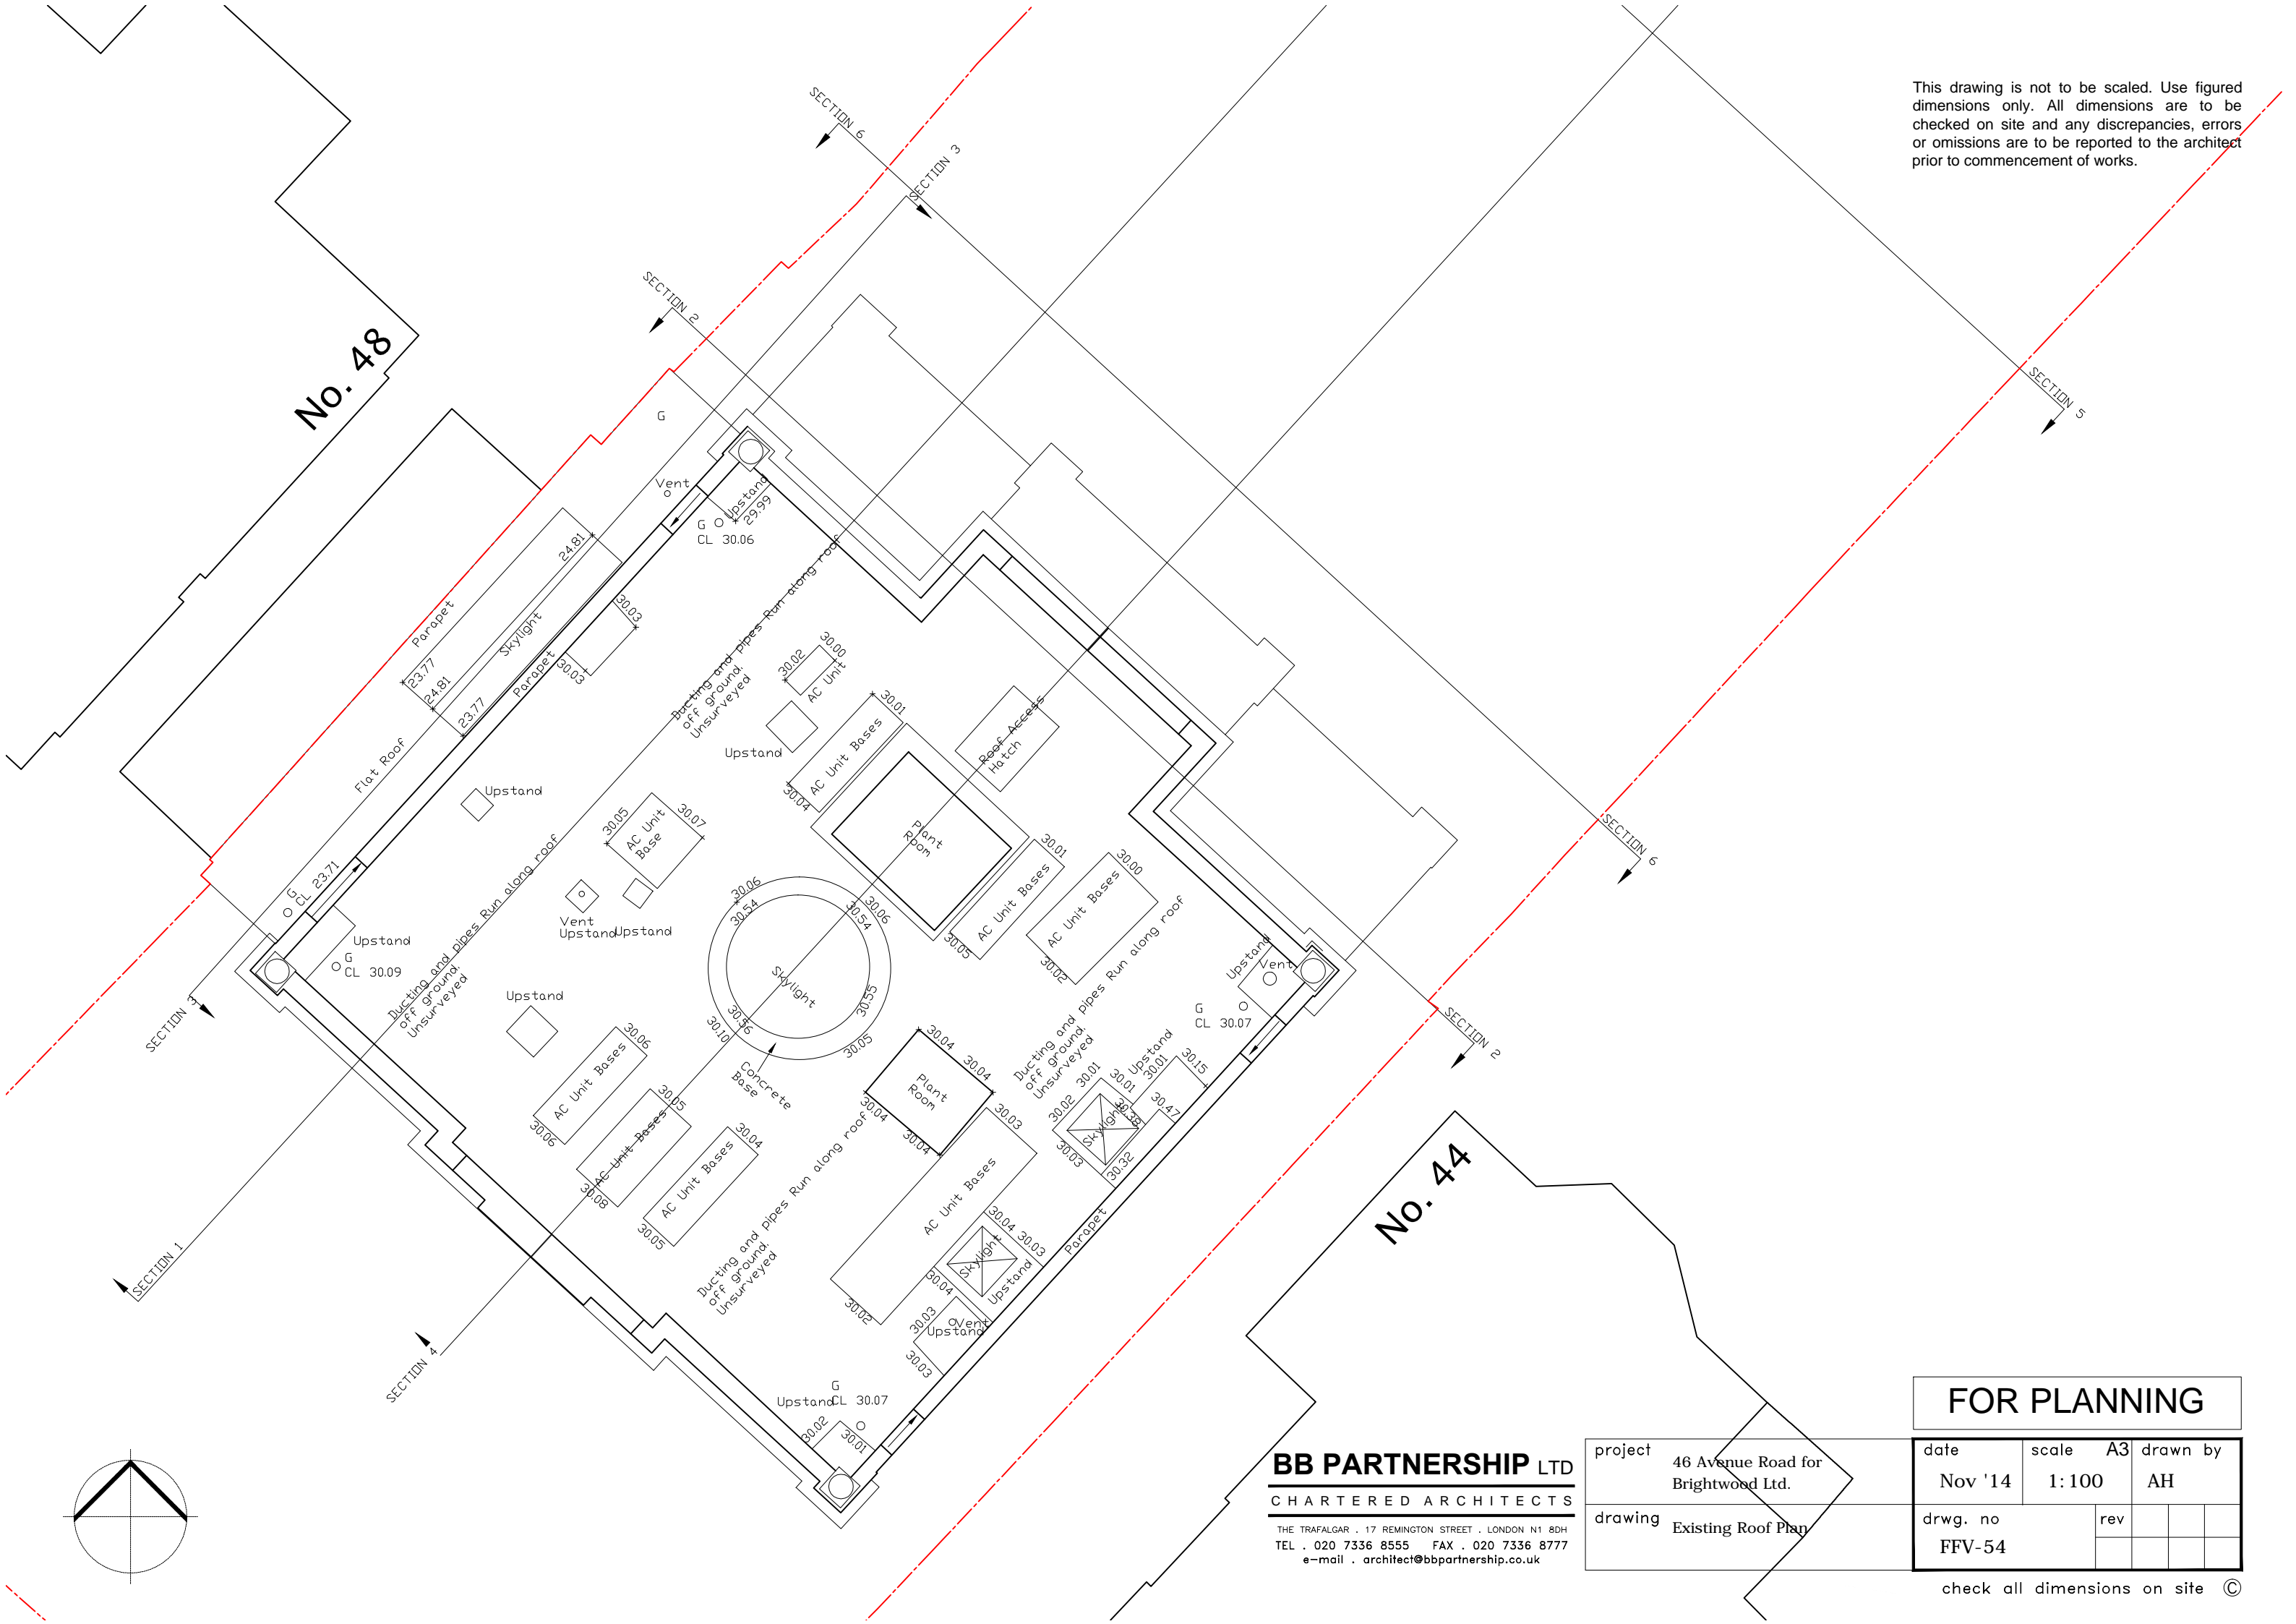 This drawing is not to be scaled. Use figured
dimensions only. All dimensions are to be
checked on site and any discrepancies, errors
or omissions are to be reported to the architect
prior to commencement of works.
SECTION 6
SECTION 3
SECTION 2
No. 48
SECTION 5
G
Vent
Upstand
29.99
G
CL 30.06
24.81
Parapet
Skylight
23.77
24.81
23.77
Parapet
30.03
30.03
Flat Roof
Ducting and pipes Run along roof
off ground.
Unsurveyed
30.02
30.00
AC Unit
Upstand
30.01
AC Unit Bases
30.04
Roof Access
Hatch
Plant
Room
Upstand
30.05
30.07
AC Unit
Base
Vent
Upstand
Upstand
G
CL 23.71
Upstand
G
CL 30.09
Ducting and pipes Run along roof
off ground.
Unsurveyed
30.06
30.54
30.06
30.54
Skylight
30.56
30.10
30.55
30.05
Concrete
Base
30.01
AC Unit Bases
30.05
30.00
AC Unit Bases
30.02
SECTION 6
Upstand
Vent
G
CL 30.07
Ducting and pipes Run along roof
off ground.
Unsurveyed
SECTION 3
SECTION 2
Upstand
30.06
AC Unit Bases
30.06
30.05
AC Unit Bases
30.08
30.04
AC Unit Bases
30.05
30.04
30.04
Plant
Room
30.04
30.04
30.03
AC Unit Bases
30.02
Upstand
30.01
30.15
30.01
30.01
30.02
30.38
30.47
Skylight
30.03
30.32
Ducting and pipes Run along roof
off ground.
Unsurveyed
30.04
30.03
Skylight
30.04
Upstand
Parapet
30.03
Vent
Upstand
30.03
No. 44
SECTION 1
SECTION 4
G
Upstand
CL 30.07
30.02
30.01
FOR PLANNING
BB PARTNERSHIP LTD
CHARTERED ARCHITECTS
THE TRAFALGAR . 17 REMINGTON STREET . LONDON N1 8DH
TEL . 020 7336 8555 FAX . 020 7336 8777
e-mail . architect@bbpartnership.co.uk
project
46 Avenue Road for
Brightwood Ltd.
drawing
Existing Roof Plan
date
Nov '14
scale A3
1:100
drawn by
AH
drwg. no
FFV-54
rev
check all dimensions on site ©